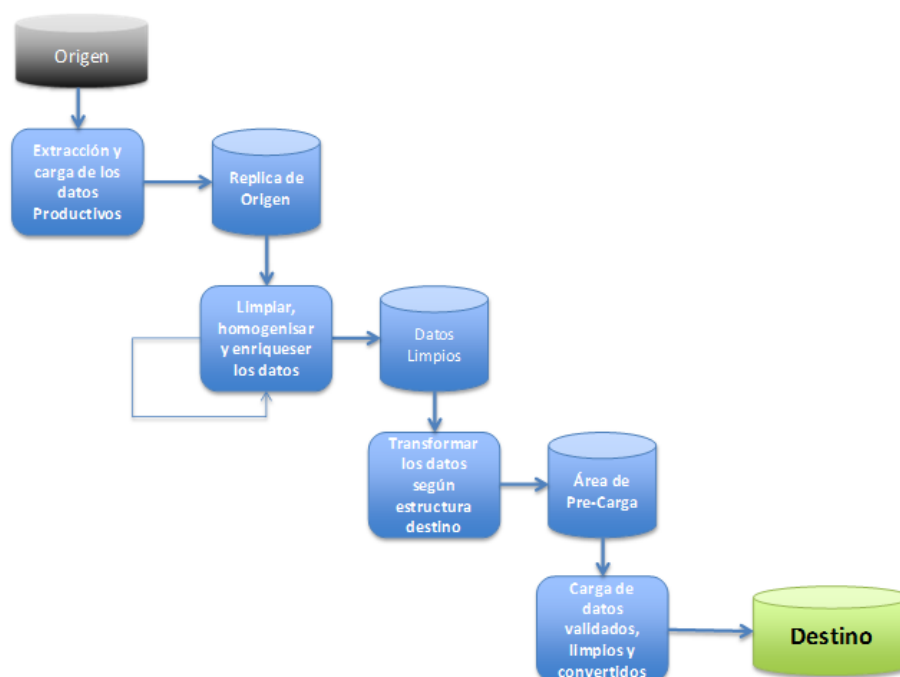 Origen
Extracción y
carga de los
datos
Productivos
Replica de
Origen
Limpiar,
homogenisar
y enriqueser
los datos
Datos
Limpios
Transformar
los datos
según
estructura
destino
Área de
Pre-Carga
Carga de
datos
validados,
limpios y
convertidos
Destino